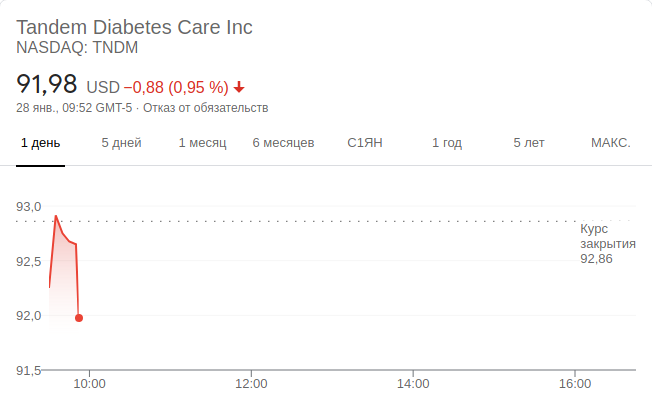 Tandem Diabetes Care Inc
NASDAQ: TNDM
91,98 USD −0,88 (0,95 %)
28 янв., 09:52 GMT-5 · Отказ от обязательств
1 день 5 дней 1 месяц 6 месяцев С1ЯН 1 год 5 лет МАКС.
93,0
Курс
закрытия
92,86
92,5
92,0
91,5
10:00 12:00 14:00 16:00